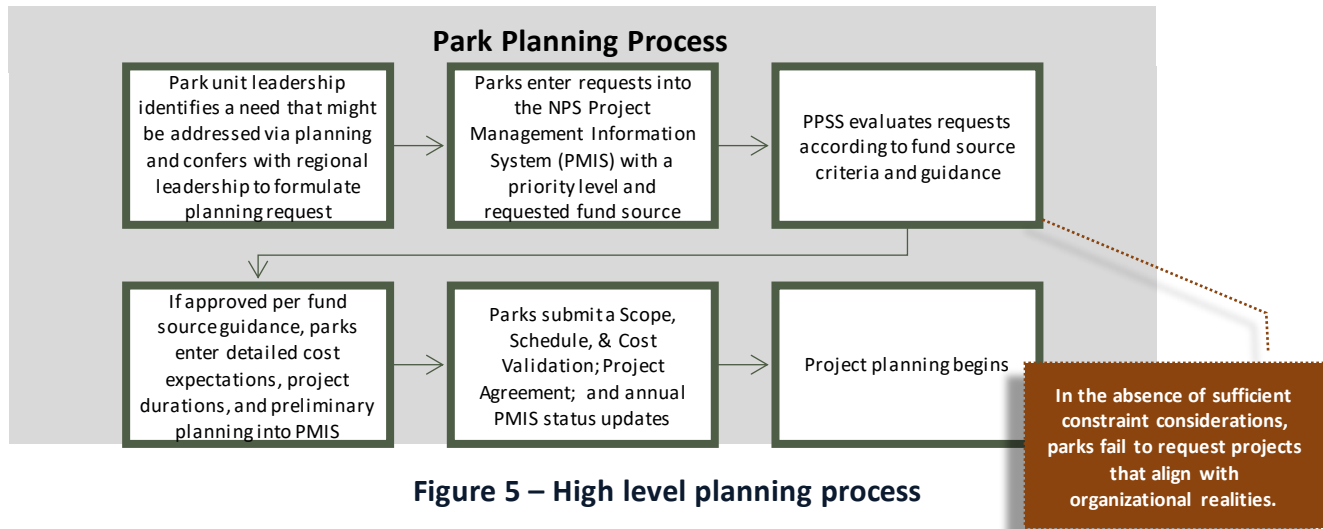 Park Planning Process
Park unit leadership
identifies a need that might
be addressed via planning
and confers with regional
leadership to formulate
planning request
Parks enter requests into
the NPS Project
Management Information
System (PMIS) with a
priority level and
requested fund source
PPSS evaluates requests
according to fund source
criteria and guidance
If approved per fund
source guidance, parks
enter detailed cost
expectations, project
durations, and preliminary
planning into PMIS
Parks submit a Scope,
Schedule, & Cost
Validation; Project
Agreement; and annual
PMIS status updates
Project planning begins
In the absence of sufficient
constraint considerations,
parks fail to request projects
that align with
organizational realities.
Figure 5 – High level planning process